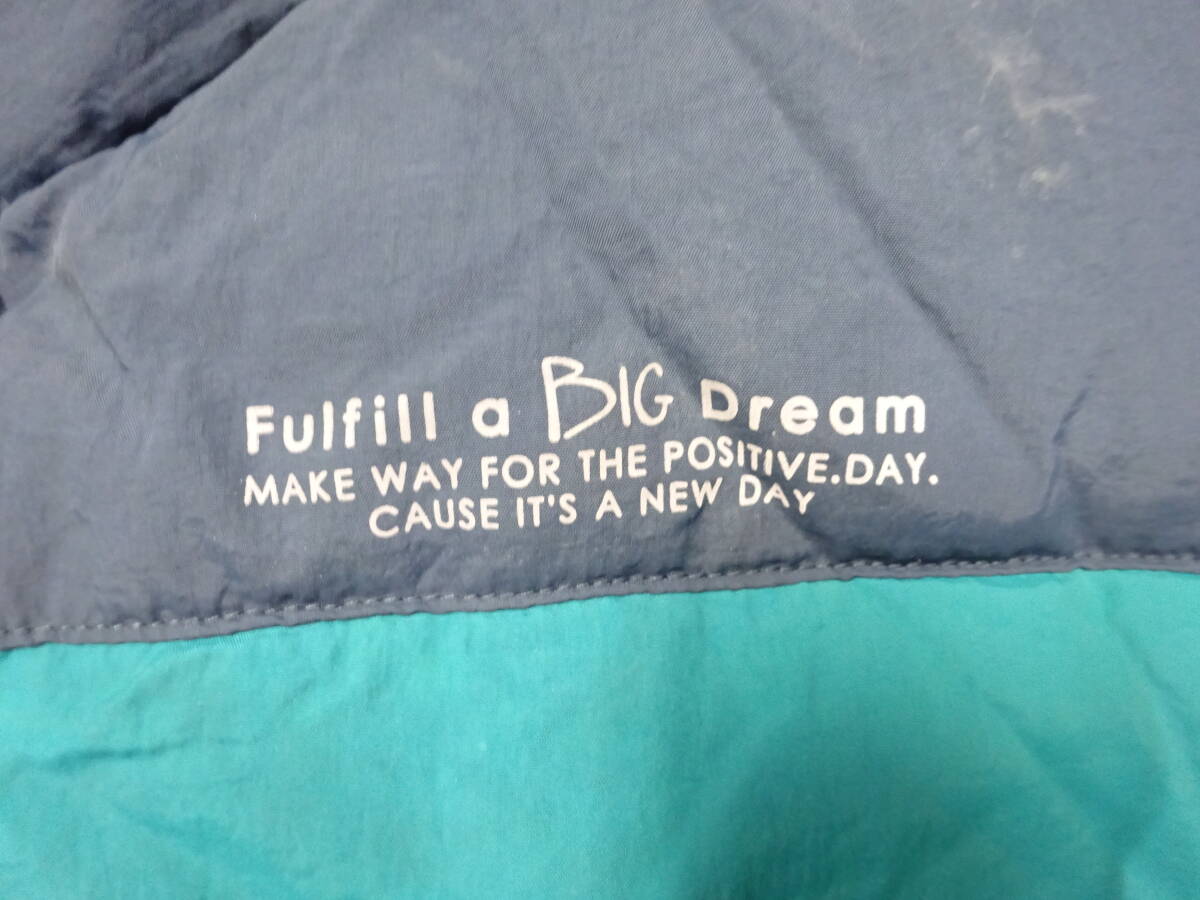 Fulfill a BIG Dream
MAKE WAY FOR THE POSITIVE.DAY.
CAUSE IT'S A NEW DAY